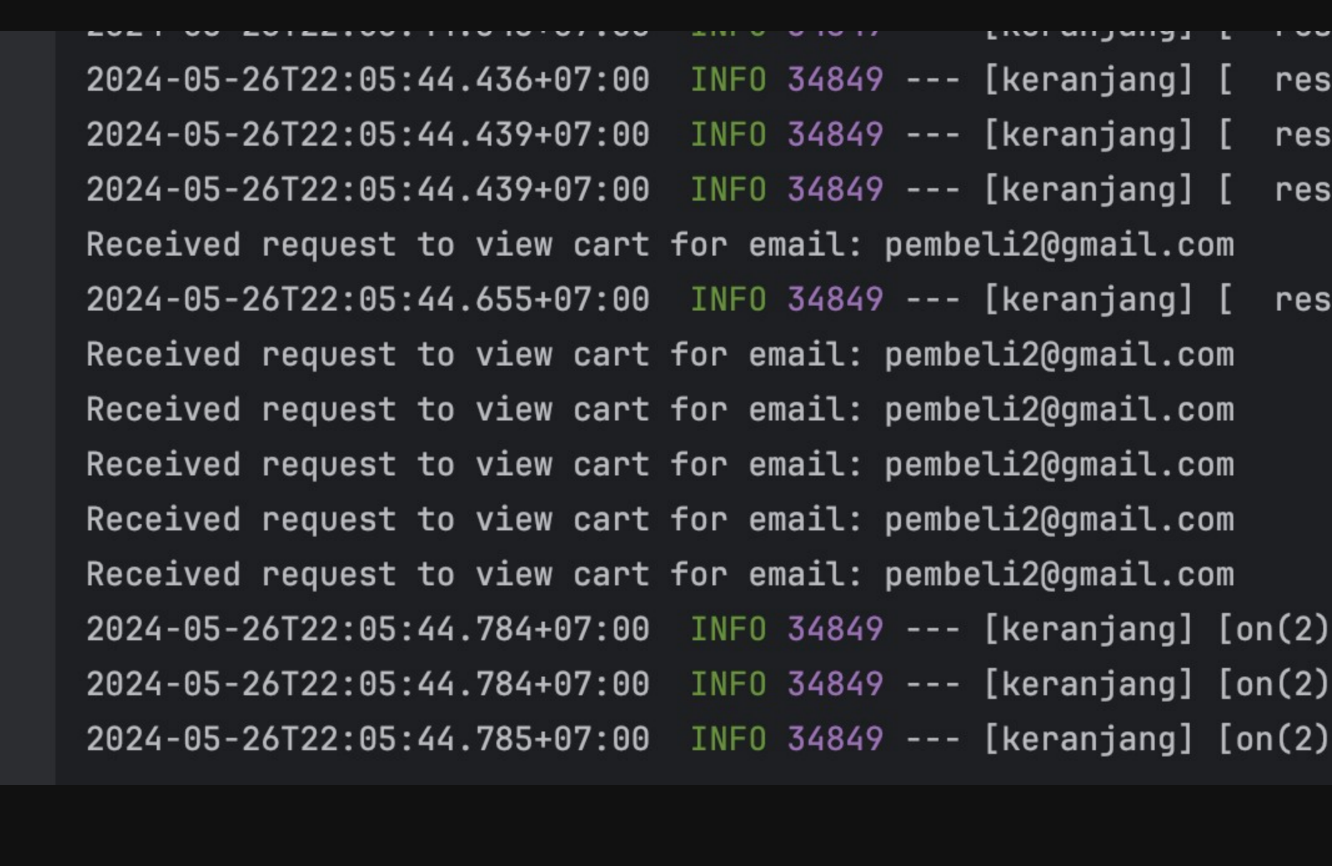 2024-05-26T22:05:44.436+07:00  INFO 34849 --- [keranjang] [  res
2024-05-26T22:05:44.439+07:00  INFO 34849 --- [keranjang] [  res
2024-05-26T22:05:44.439+07:00  INFO 34849 --- [keranjang] [  res
Received request to view cart for email: pembeli2@gmail.com
2024-05-26T22:05:44.655+07:00  INFO 34849 --- [keranjang] [  res
Received request to view cart for email: pembeli2@gmail.com
Received request to view cart for email: pembeli2@gmail.com
Received request to view cart for email: pembeli2@gmail.com
Received request to view cart for email: pembeli2@gmail.com
Received request to view cart for email: pembeli2@gmail.com
2024-05-26T22:05:44.784+07:00  INFO 34849 --- [keranjang] [on(2)
2024-05-26T22:05:44.784+07:00  INFO 34849 --- [keranjang] [on(2)
2024-05-26T22:05:44.785+07:00  INFO 34849 --- [keranjang] [on(2)